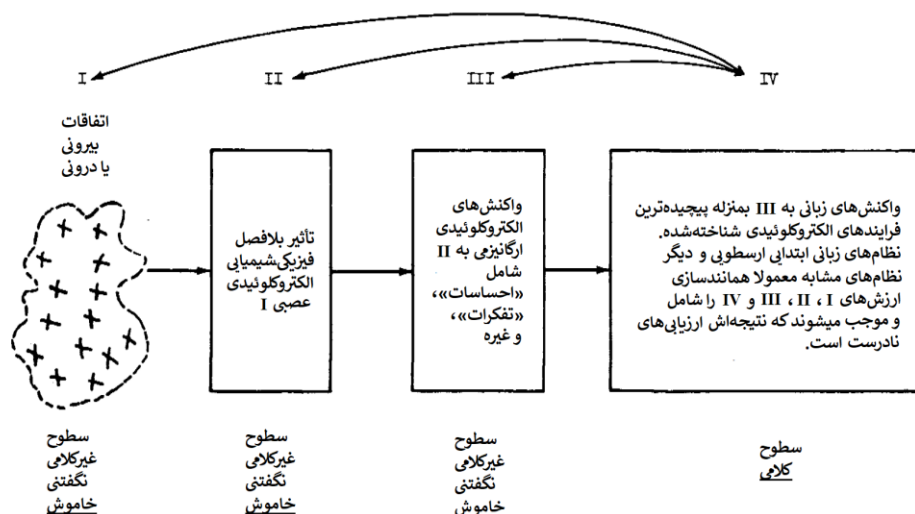 I
II
III
IV
اتفاقات
بیرونی
یا درونی
تأثیر بلافصل
فیزیکی‌شیمیایی
الکتروکلوئیدی
عصبی I
واکنش‌های
الکتروکلوئیدی
ارگانیزمی به II
شامل
«احساسات»،
«تفکرات»،
و غیره
واکنش‌های زبانی به III بمنزله پیچیده‌ترین
فرایندهای الکتروکلوئیدی شناخته‌شده.
نظام‌های زبانی ابتدایی ارسطویی و دیگر
نظام‌های مشابه معمولا همانندسازی
ارزش‌های I ، II ، III و IV را شامل
و موجب میشوند که نتیجه‌اش ارزیابی‌های
نادرست است.
سطوح
غیرکلامی
نگفتنی
خاموش
سطوح
غیرکلامی
نگفتنی
خاموش
سطوح
غیرکلامی
نگفتنی
خاموش
سطوح
کلامی